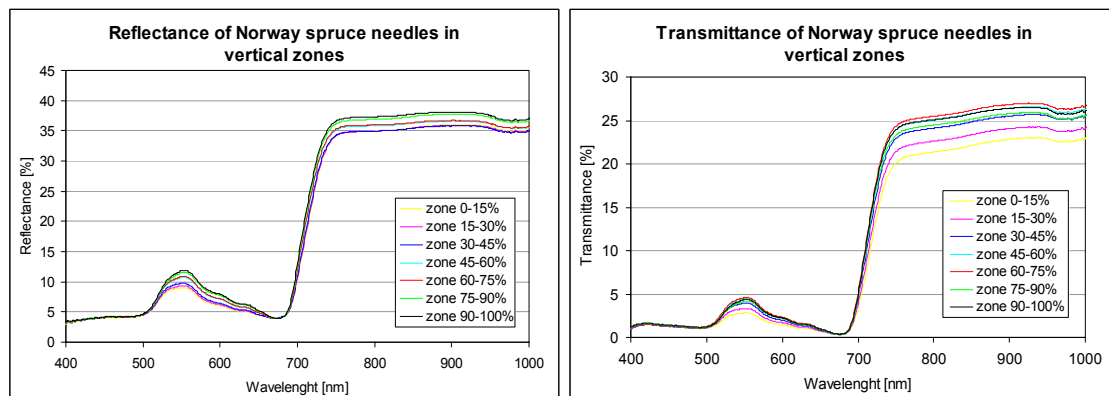 Reflectance of Norway spruce needles in
vertical zones
45
40
35
30
25
20
15
10
5
0
Reflectance [%]
zone 0-15%
zone 15-30%
zone 30-45%
zone 45-60%
zone 60-75%
zone 75-90%
zone 90-100%
400 500 600 700 800 900 1000
Wavelenght [nm]
Transmittance of Norway spruce needles in
vertical zones
30
25
20
15
10
5
0
Transmittance [%]
zone 0-15%
zone 15-30%
zone 30-45%
zone 45-60%
zone 60-75%
zone 75-90%
zone 90-100%
400 500 600 700 800 900 1000
Wavelenght [nm]